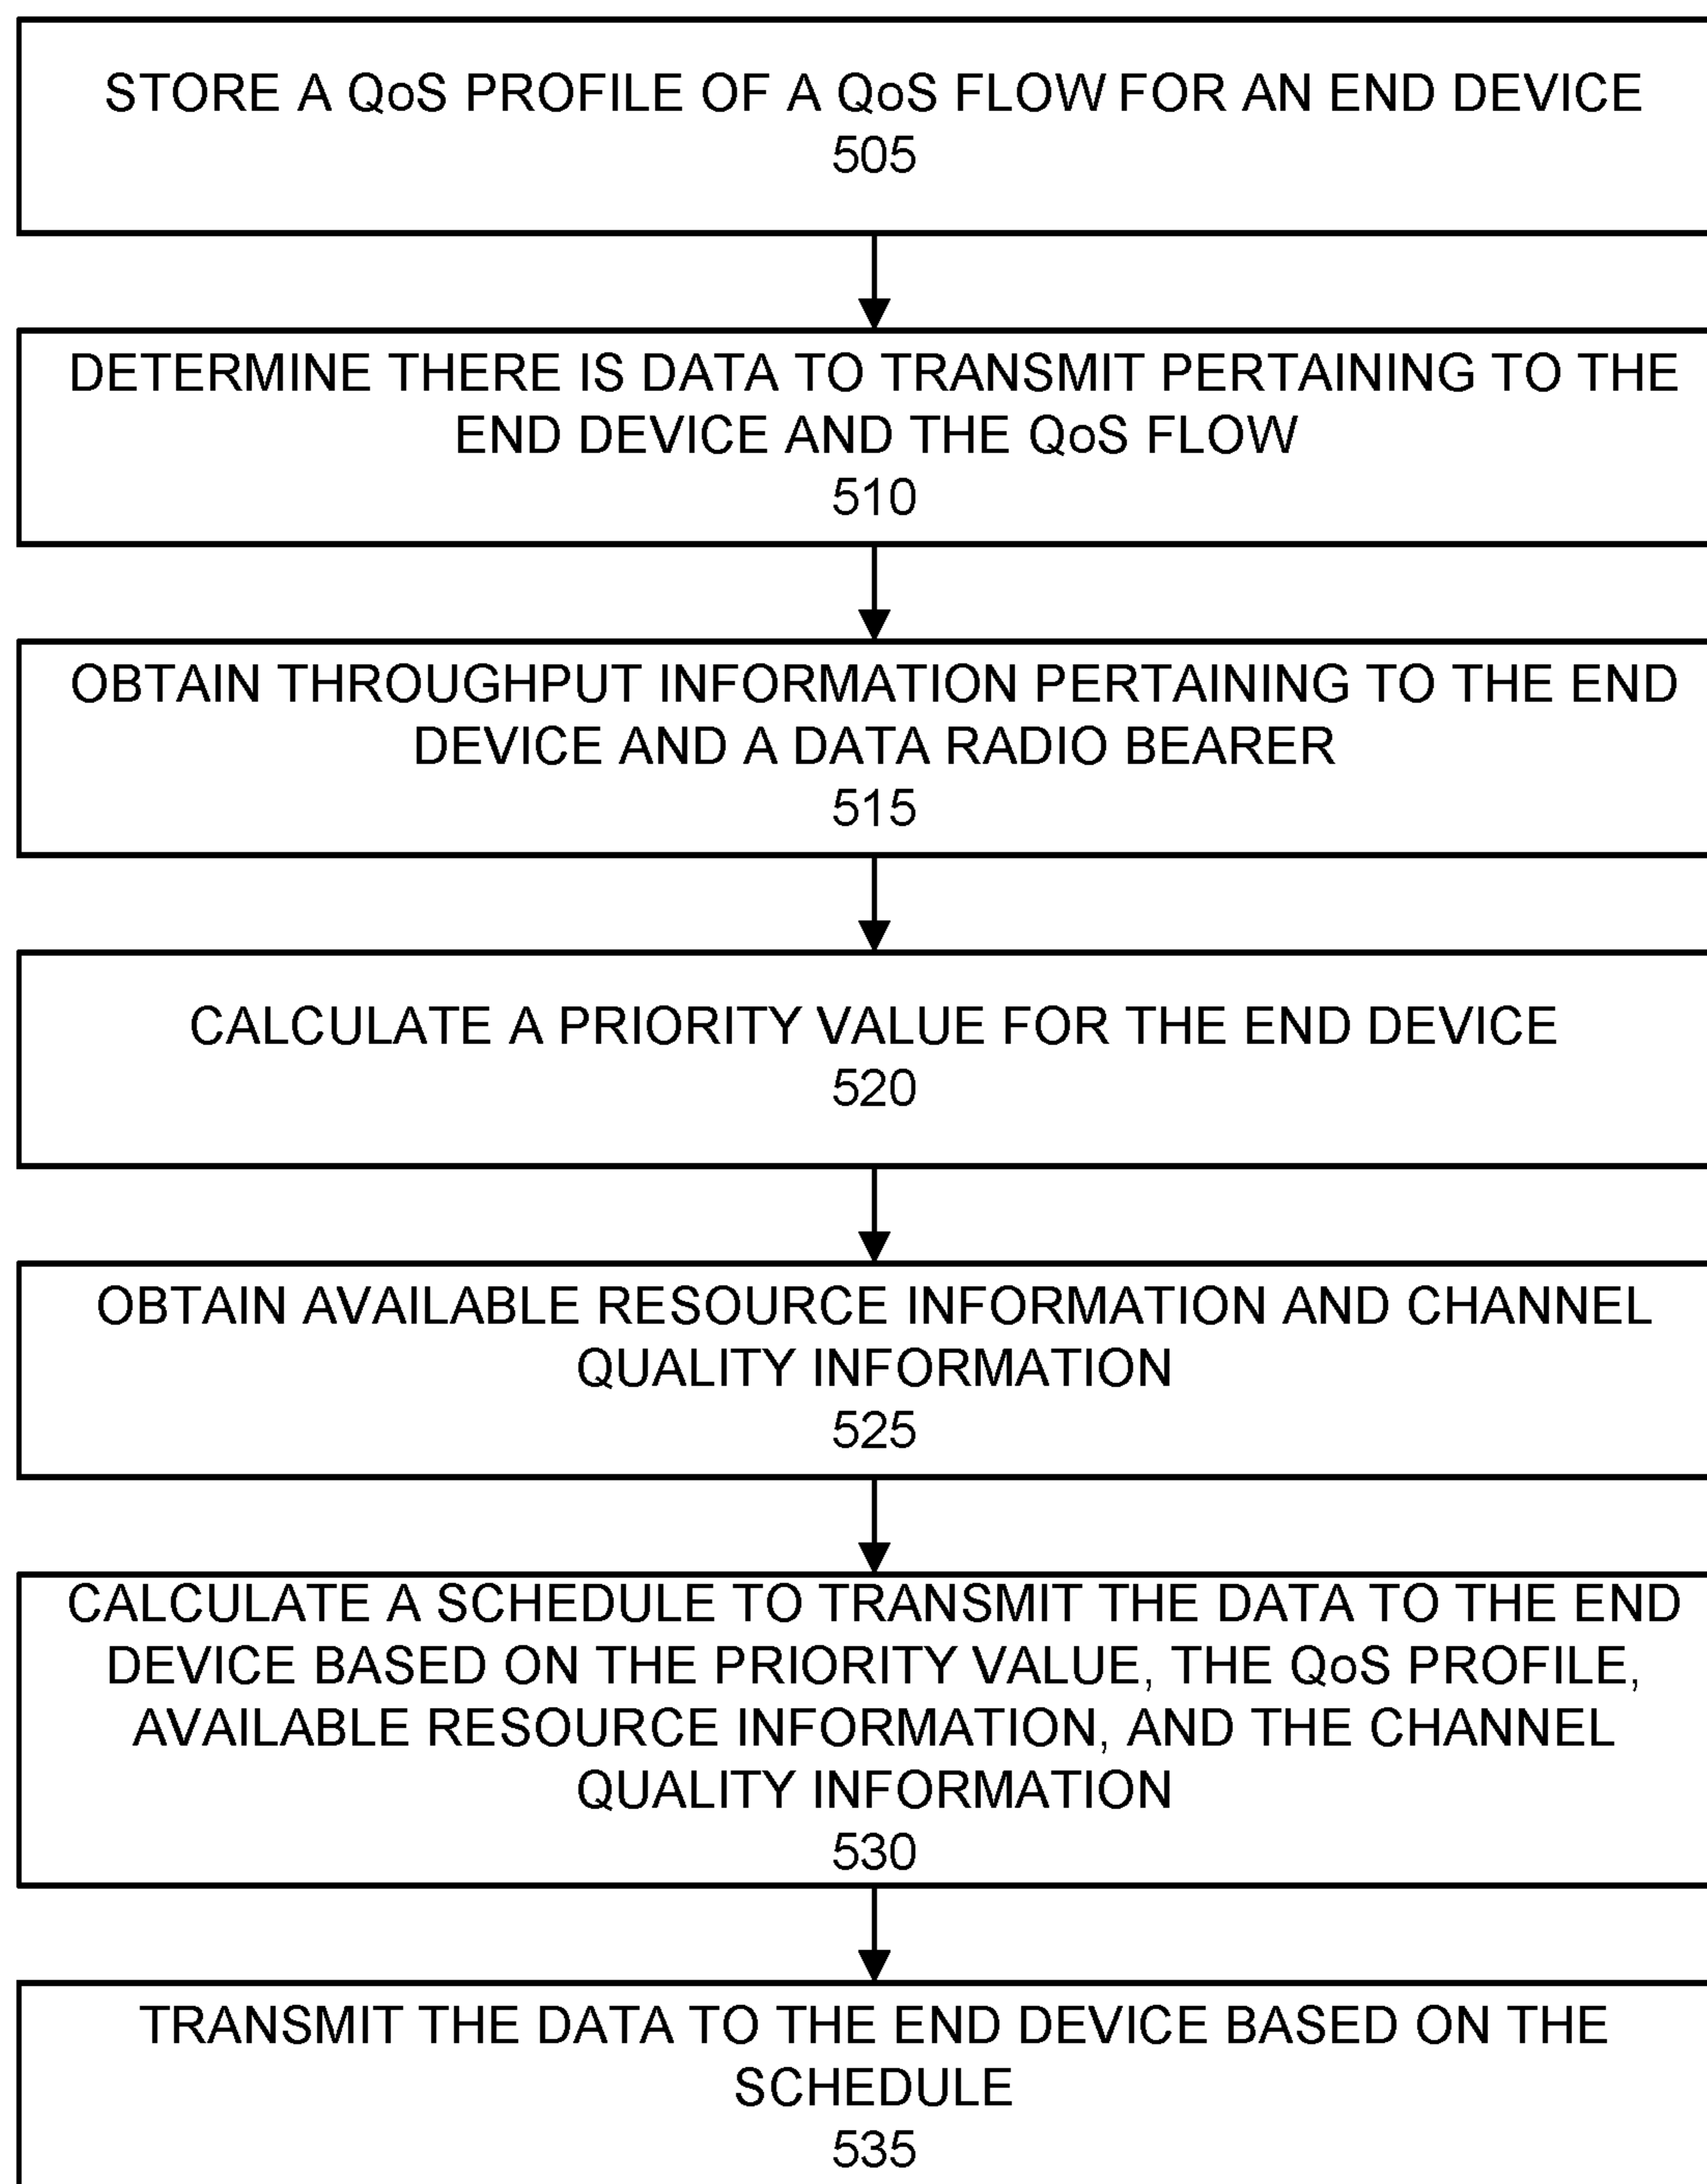 STORE A QoS PROFILE OF A QoS FLOW FOR AN END DEVICE
505
DETERMINE THERE IS DATA TO TRANSMIT PERTAINING TO THE
END DEVICE AND THE QoS FLOW
510
OBTAIN THROUGHPUT INFORMATION PERTAINING TO THE END
DEVICE AND A DATA RADIO BEARER
515
CALCULATE A PRIORITY VALUE FOR THE END DEVICE
520
OBTAIN AVAILABLE RESOURCE INFORMATION AND CHANNEL
QUALITY INFORMATION
525
CALCULATE A SCHEDULE TO TRANSMIT THE DATA TO THE END
DEVICE BASED ON THE PRIORITY VALUE, THE QoS PROFILE,
AVAILABLE RESOURCE INFORMATION, AND THE CHANNEL
QUALITY INFORMATION
530
TRANSMIT THE DATA TO THE END DEVICE BASED ON THE
SCHEDULE
535